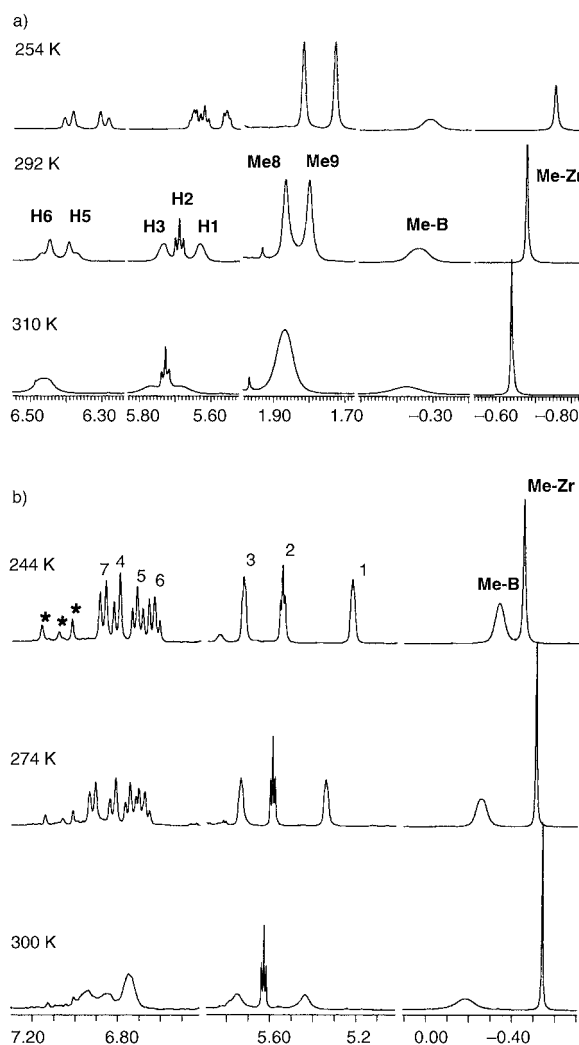 a)
254 K
292 K
Me8 Me9
Me-Zr
H6 H5 H3 H2 H1 Me-B
310 K
6.50 6.30 5.80 5.60 1.90 1.70 –0.30 –0.60 –0.80
b)
Me-Zr
244 K
7 4 5 6 3 2 1 Me-B
* * *
274 K
300 K
7.20 6.80 5.60 5.2 0.00 –0.40